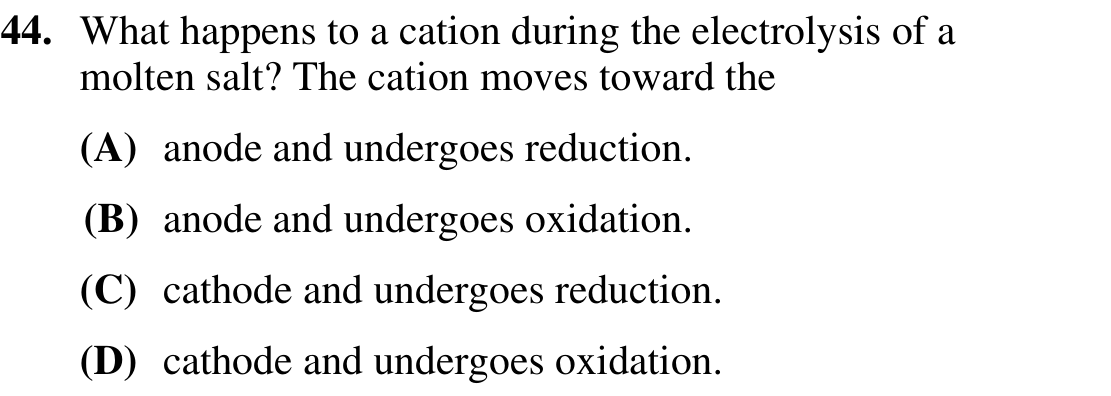 44. What happens to a cation during the electrolysis of a
molten salt? The cation moves toward the
(A) anode and undergoes reduction.
(B) anode and undergoes oxidation.
(C) cathode and undergoes reduction.
(D) cathode and undergoes oxidation.